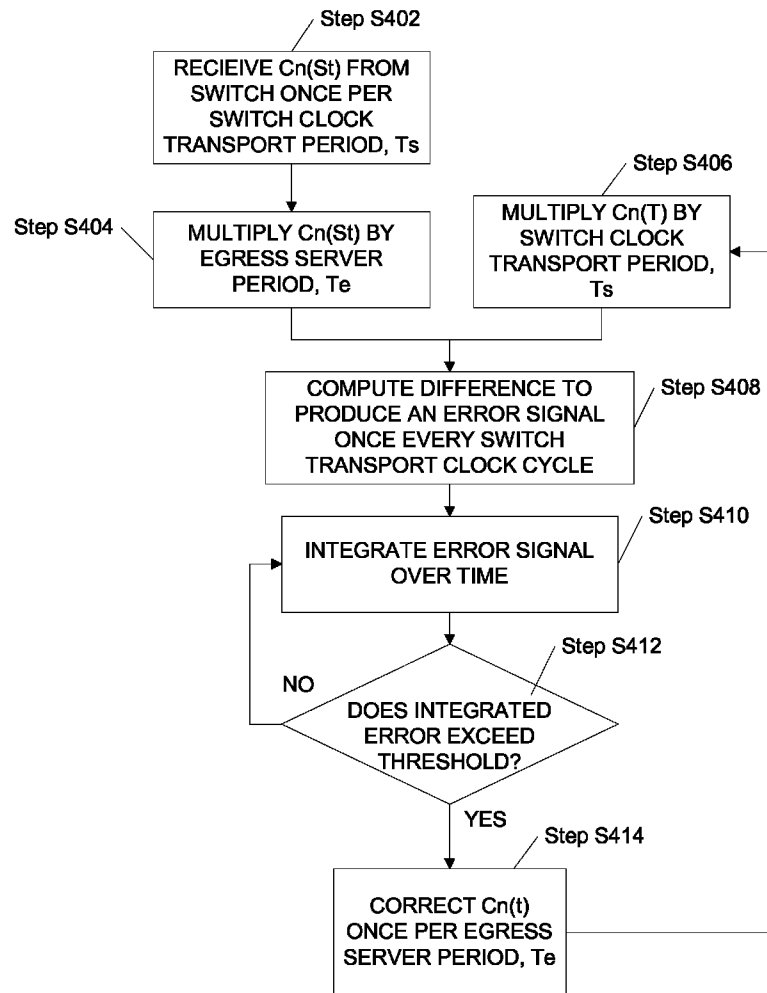 Step S402
RECIEIVE Cn(St) FROM
SWITCH ONCE PER
SWITCH CLOCK
TRANSPORT PERIOD, Ts
Step S404
MULTIPLY Cn(St) BY
EGRESS SERVER
PERIOD, Te
Step S406
MULTIPLY Cn(T) BY
SWITCH CLOCK
TRANSPORT PERIOD,
Ts
COMPUTE DIFFERENCE TO
PRODUCE AN ERROR SIGNAL
ONCE EVERY SWITCH
TRANSPORT CLOCK CYCLE
Step S408
INTEGRATE ERROR SIGNAL
OVER TIME
Step S410
Step S412
NO
DOES INTEGRATED
ERROR EXCEED
THRESHOLD?
YES
Step S414
CORRECT Cn(t)
ONCE PER EGRESS
SERVER PERIOD, Te